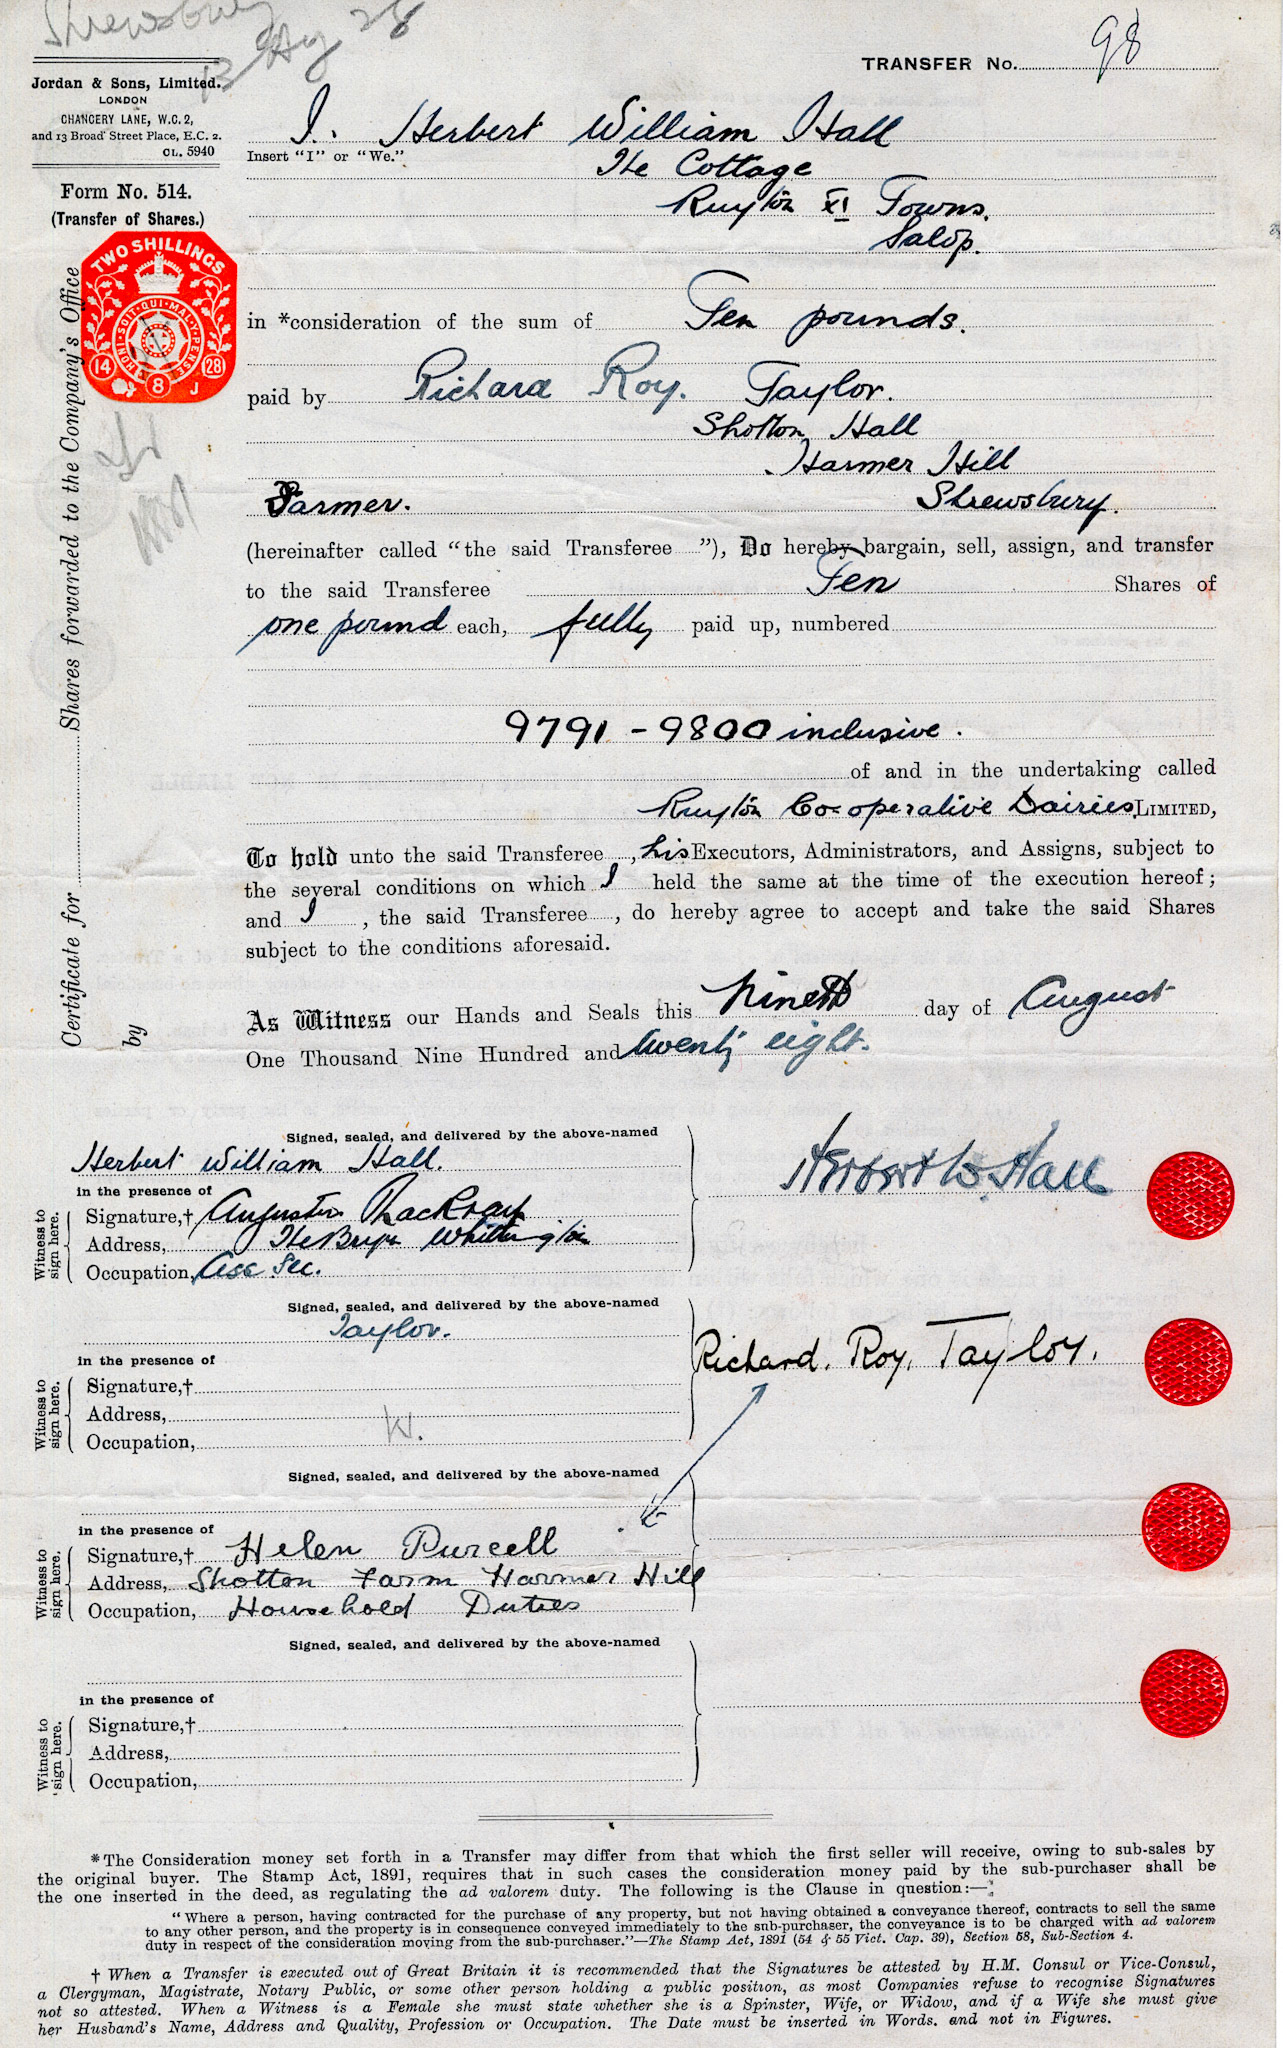 Shrewsbury
13 Aug 28
TRANSFER No. 98
Jordan & Sons, Limited.
LONDON
CHANCERY LANE, W.C. 2,
and 13 Broad Street Place, E.C. 2.
CL. 5940
Form No. 514.
(Transfer of Shares.)
TWO SHILLINGS
HONI·SOIT·QUI·MAL·Y·PENSE
14 28
8 J
Certificate for Shares forwarded to the Company's Office
by
I. Herbert William Hall
Insert "I" or "We."
The Cottage
Ruyton XI Towns.
Salop.
in *consideration of the sum of Ten pounds.
paid by Richard Roy. Taylor.
Shotton Hall
Harmer Hill
Farmer. Shrewsbury.
(hereinafter called "the said Transferee "), Do hereby bargain, sell, assign, and transfer
to the said Transferee Ten Shares of
one pound each, fully paid up, numbered
9791 - 9800 inclusive.
of and in the undertaking called
Ruyton Co-operative Dairies LIMITED,
To hold unto the said Transferee , his Executors, Administrators, and Assigns, subject to
the several conditions on which I held the same at the time of the execution hereof;
and I , the said Transferee , do hereby agree to accept and take the said Shares
subject to the conditions aforesaid.
As Witness our Hands and Seals this Nineth day of August
One Thousand Nine Hundred and twenty eight.
Signed, sealed, and delivered by the above-named
Herbert William Hall.
Herbert W. Hall
in the presence of
Witness to sign here.
Signature,†
Address, Whittington
Occupation, Sec.
Signed, sealed, and delivered by the above-named
Taylor.
Richard. Roy. Taylor.
in the presence of
Witness to sign here.
Signature,†
Address,
Occupation,
Signed, sealed, and delivered by the above-named
in the presence of
Witness to sign here.
Signature,† Helen Purcell
Address, Shotton Farm Harmer Hill
Occupation, Household Duties
Signed, sealed, and delivered by the above-named
in the presence of
Witness to sign here.
Signature,†
Address,
Occupation,
*The Consideration money set forth in a Transfer may differ from that which the first seller will receive, owing to sub-sales by
the original buyer. The Stamp Act, 1891, requires that in such cases the consideration money paid by the sub-purchaser shall be
the one inserted in the deed, as regulating the ad valorem duty. The following is the Clause in question:—
"Where a person, having contracted for the purchase of any property, but not having obtained a conveyance thereof, contracts to sell the same
to any other person, and the property is in consequence conveyed immediately to the sub-purchaser, the conveyance is to be charged with ad valorem
duty in respect of the consideration moving from the sub-purchaser."—The Stamp Act, 1891 (54 & 55 Vict. Cap. 39), Section 58, Sub-Section 4.
† When a Transfer is executed out of Great Britain it is recommended that the Signatures be attested by H.M. Consul or Vice-Consul,
a Clergyman, Magistrate, Notary Public, or some other person holding a public position, as most Companies refuse to recognise Signatures
not so attested. When a Witness is a Female she must state whether she is a Spinster, Wife, or Widow, and if a Wife she must give
her Husband's Name, Address and Quality, Profession or Occupation. The Date must be inserted in Words, and not in Figures.